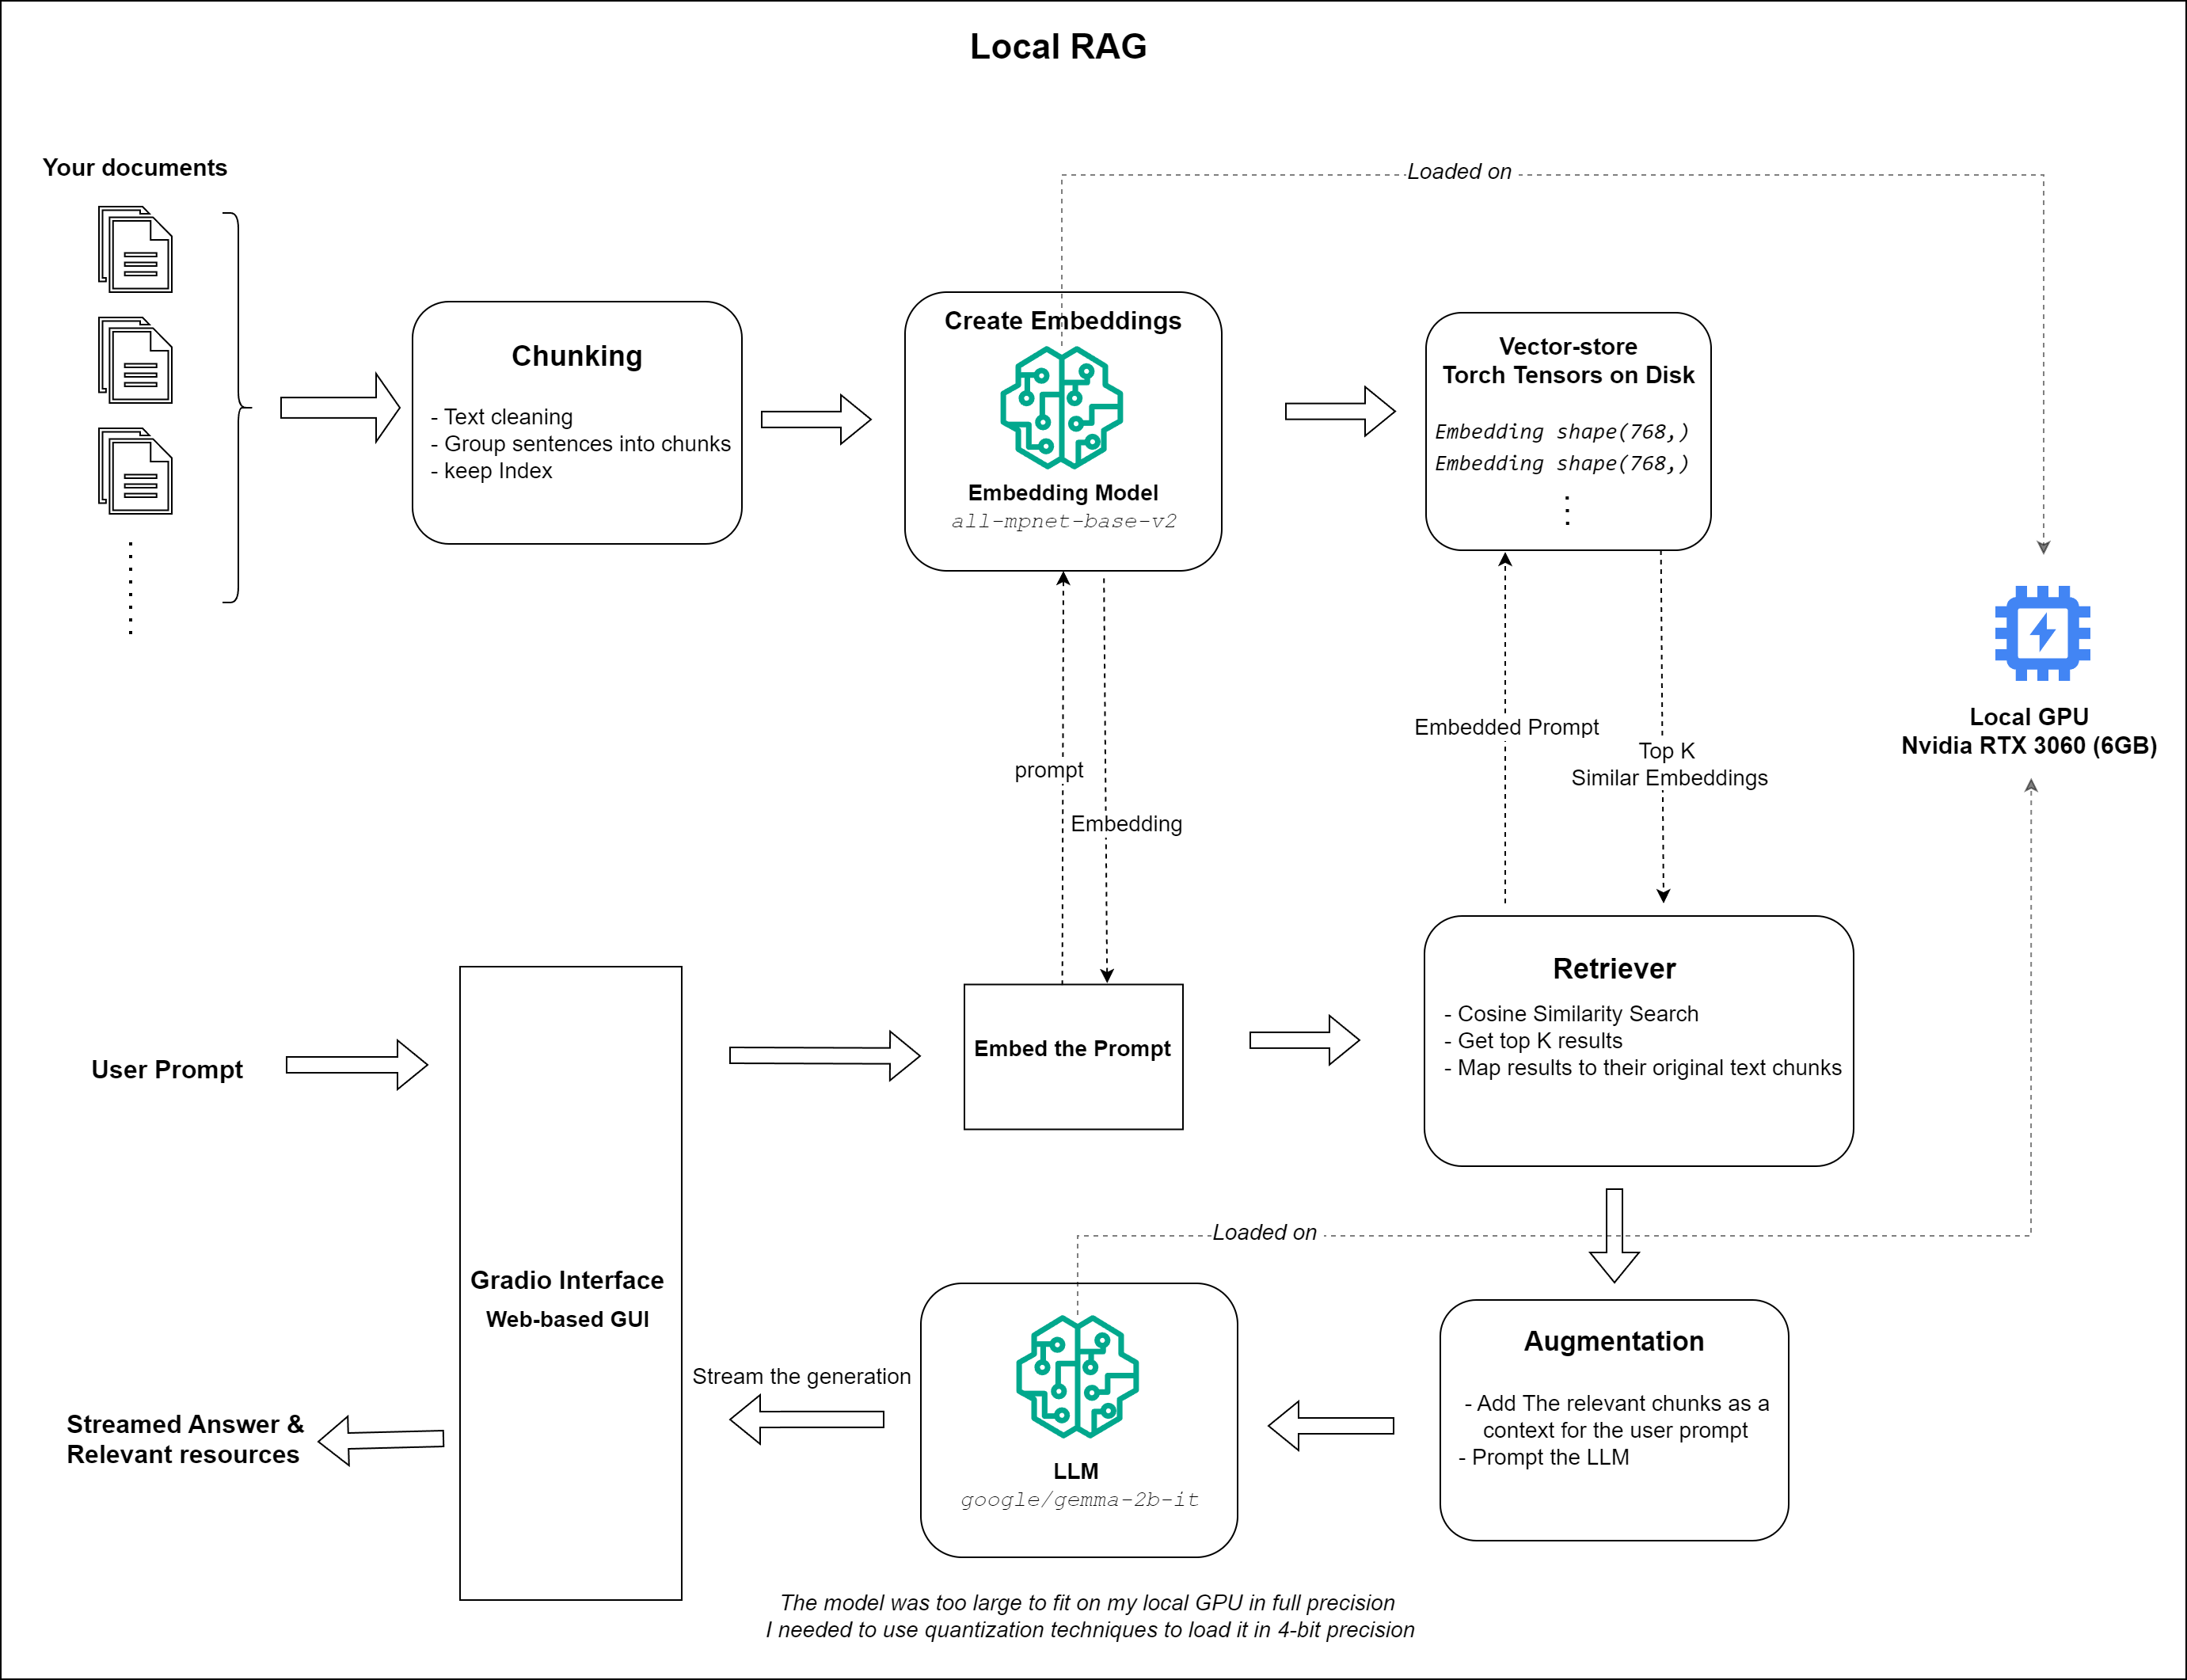 Local RAG
Your documents
Loaded on
Chunking
- Text cleaning
- Group sentences into chunks
- keep Index
Create Embeddings
Embedding Model
all-mpnet-base-v2
Vector-store
Torch Tensors on Disk
Embedding shape(768,)
Embedding shape(768,)
Local GPU
Nvidia RTX 3060 (6GB)
prompt
Embedding
Embedded Prompt
Top K
Similar Embeddings
User Prompt
Gradio Interface
Web-based GUI
Embed the Prompt
Retriever
- Cosine Similarity Search
- Get top K results
- Map results to their original text chunks
Loaded on
Augmentation
- Add The relevant chunks as a
context for the user prompt
- Prompt the LLM
LLM
google/gemma-2b-it
Stream the generation
Streamed Answer &
Relevant resources
The model was too large to fit on my local GPU in full precision
I needed to use quantization techniques to load it in 4-bit precision